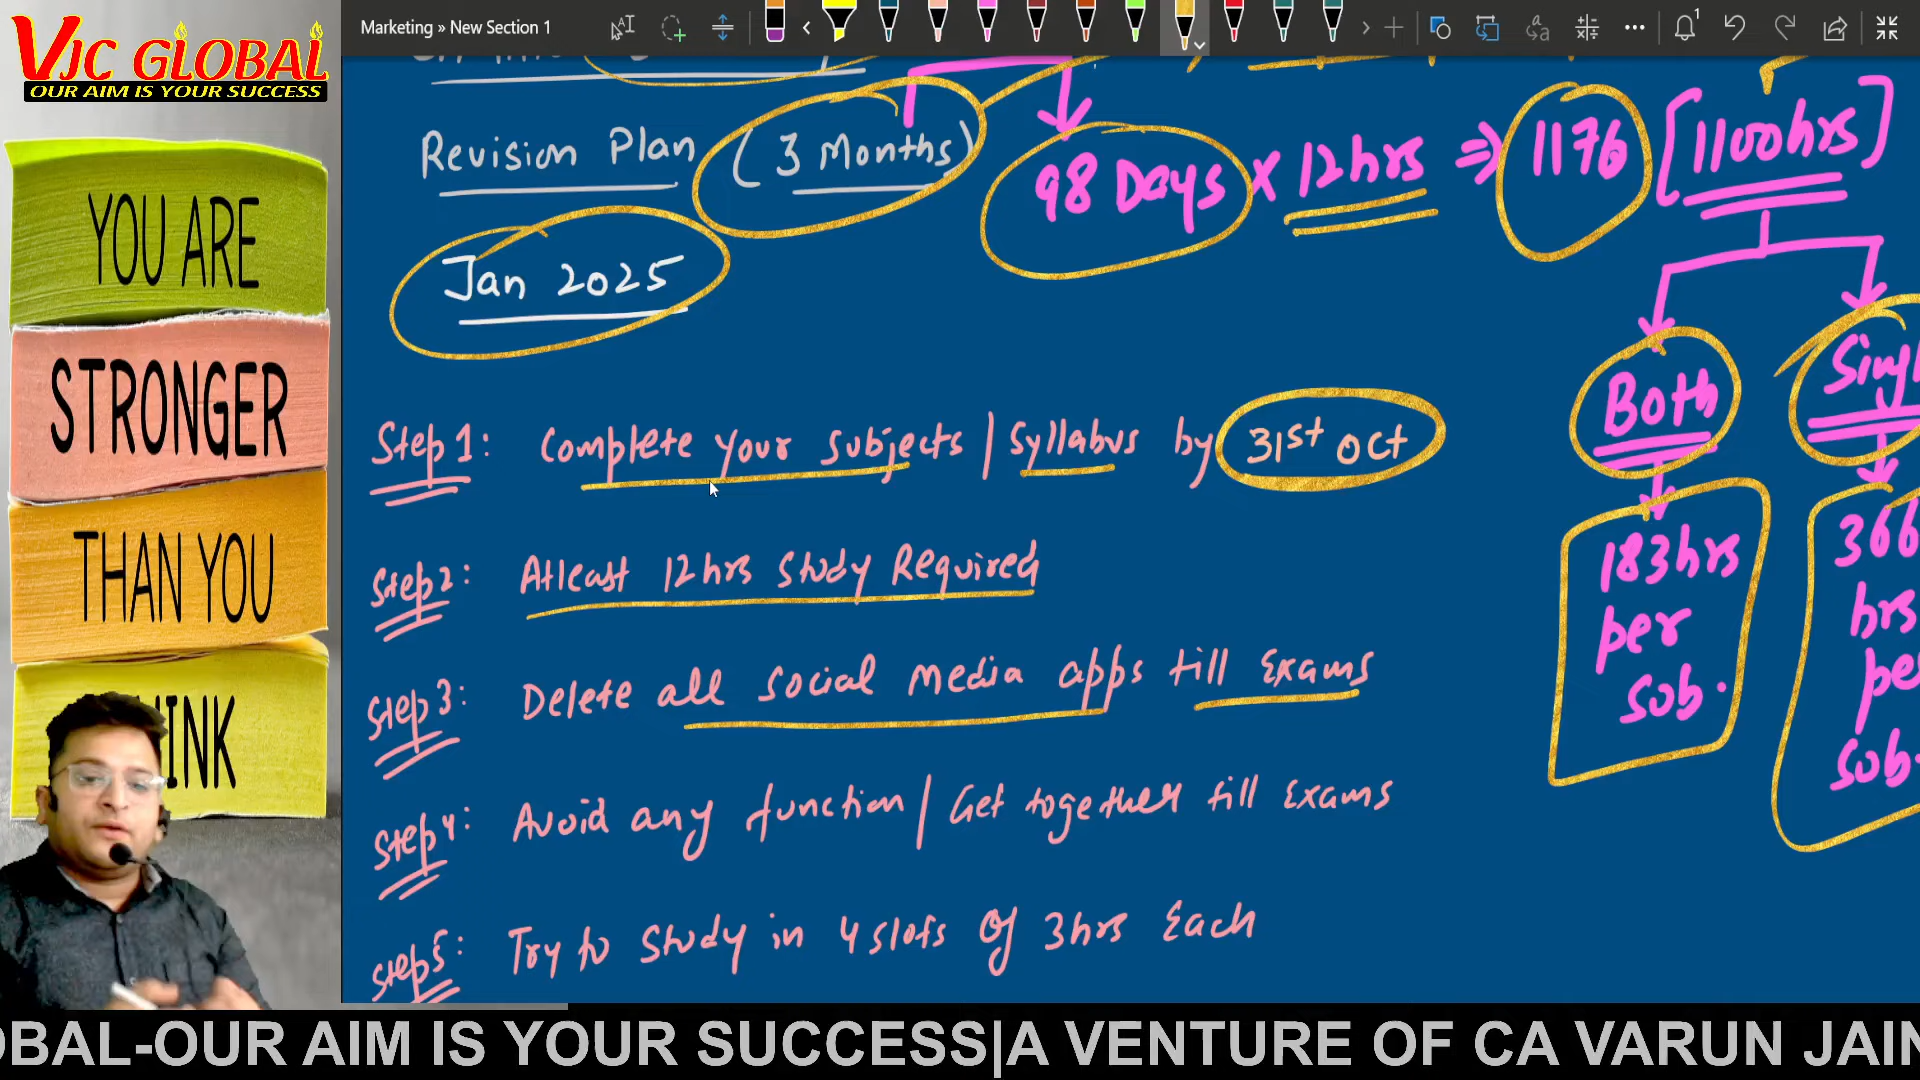 VJC GLOBAL
OUR AIM IS YOUR SUCCESS
Marketing » New Section 1
YOU ARE
STRONGER
THAN YOU
INK
Revision Plan (3 Months)
98 Days x 12hrs ⇒ 1176 [1100hrs]
Jan 2025
Both
Singl
183hrs
per
sub.
366
hrs
pe
sub.
Step 1: Complete your subjects | Syllabus by 31st Oct
Step 2: Atleast 12hrs Study Required
Step 3: Delete all social media apps till Exams
Step 4: Avoid any function | Get together till Exams
Step 5: Try to Study in 4 slots of 3hrs Each
OBAL-OUR AIM IS YOUR SUCCESS|A VENTURE OF CA VARUN JAIN